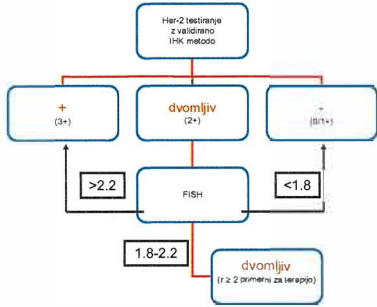 Her-2 testiranje
z validirano
IHK metodo
+
(3+)
dvomljiv
(2+)
-
(0/1+)
>2.2
FISH
<1.8
1.8-2.2
dvomljiv
(r ≥ 2 primerni za terapijo)